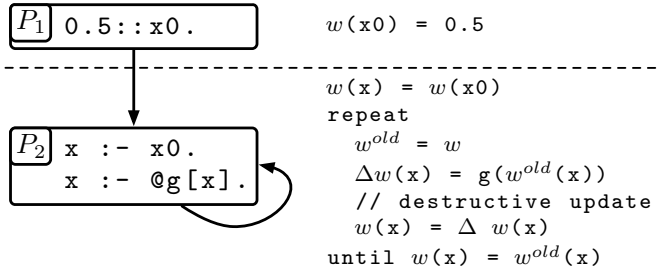 P1 0.5::x0.
w(x0) = 0.5
P2 x :- x0.
x :- @g[x].
w(x) = w(x0)
repeat
w^old = w
Δw(x) = g(w^old(x))
// destructive update
w(x) = Δ w(x)
until w(x) = w^old(x)